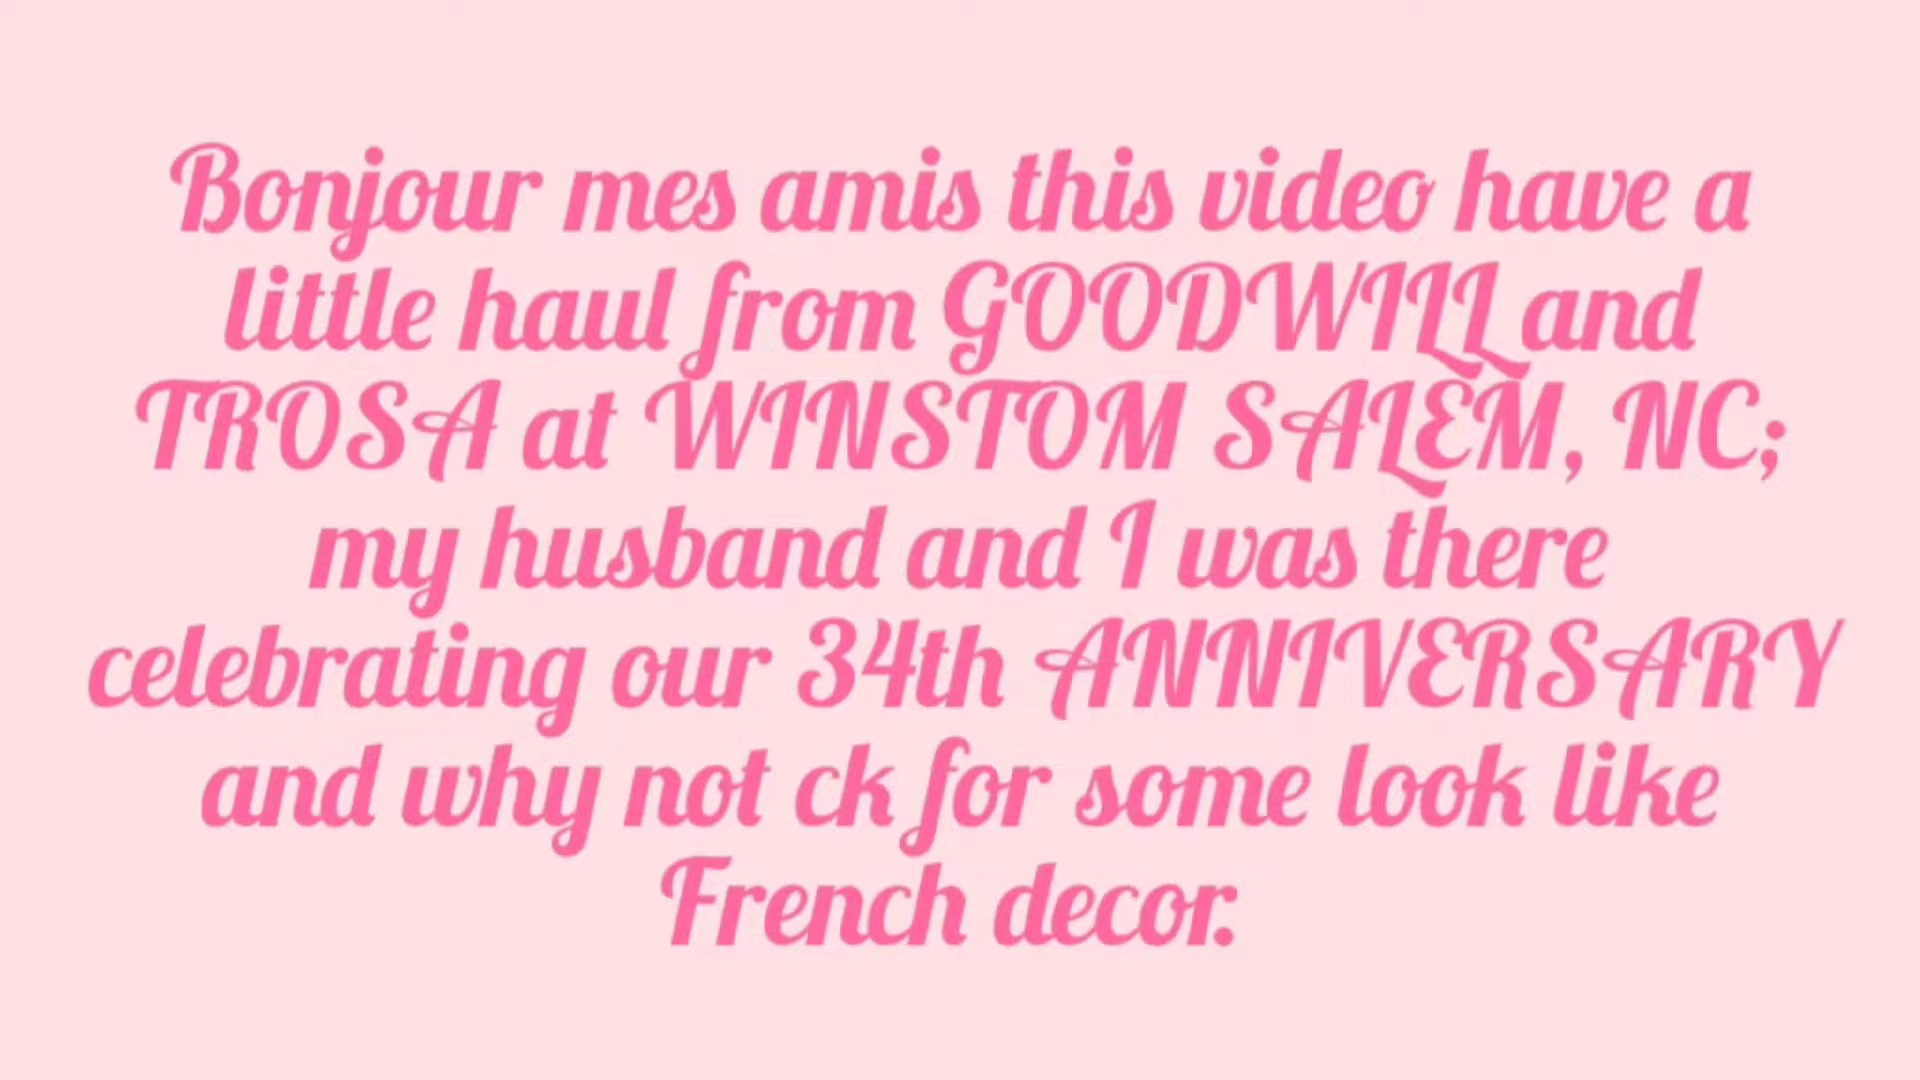 Bonjour mes amis this video have a
little haul from GOODWILL and
TROSA at WINSTOM SALEM, NC;
my husband and I was there
celebrating our 34th ANNIVERSARY
and why not ck for some look like
French decor.